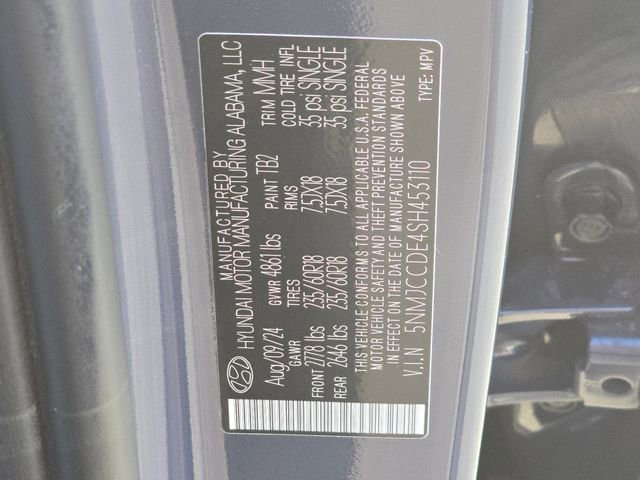 MANUFACTURED BY
HYUNDAI MOTOR MANUFACTURING ALABAMA, LLC
Aug/09/24 GVWR 4861 lbs PAINT TB2 TRIM MMH
GAWR TIRES RIMS COLD TIRE INFL
FRONT 2778 lbs 235/60R18 7.5JX18 35 psi SINGLE
REAR 2646 lbs 235/60R18 7.5JX18 35 psi SINGLE
THIS VEHICLE CONFORMS TO ALL APPLICABLE U.S.A. FEDERAL
MOTOR VEHICLE SAFETY AND THEFT PREVENTION STANDARDS
IN EFFECT ON THE DATE OF MANUFACTURE SHOWN ABOVE
V.I.N 5NMJCCDE4SH453110 TYPE: MPV